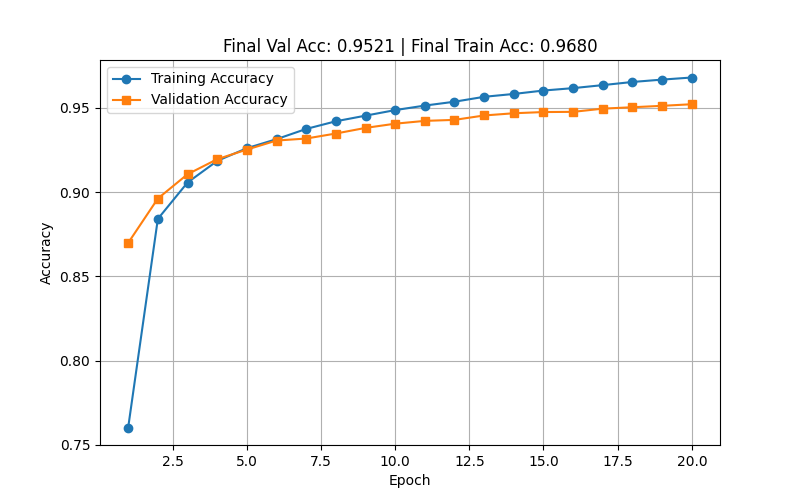 Final Val Acc: 0.9521 | Final Train Acc: 0.9680
Training Accuracy
Validation Accuracy
0.95
0.90
0.85
0.80
0.75
Accuracy
2.5 5.0 7.5 10.0 12.5 15.0 17.5 20.0
Epoch